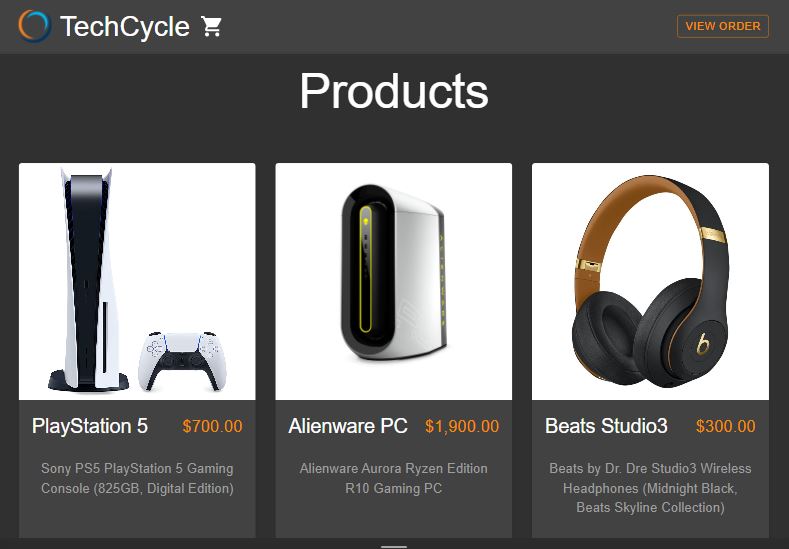 TechCycle
VIEW ORDER
Products
PlayStation 5
$700.00
Sony PS5 PlayStation 5 Gaming
Console (825GB, Digital Edition)
Alienware PC
$1,900.00
Alienware Aurora Ryzen Edition
R10 Gaming PC
Beats Studio3
$300.00
Beats by Dr. Dre Studio3 Wireless
Headphones (Midnight Black,
Beats Skyline Collection)